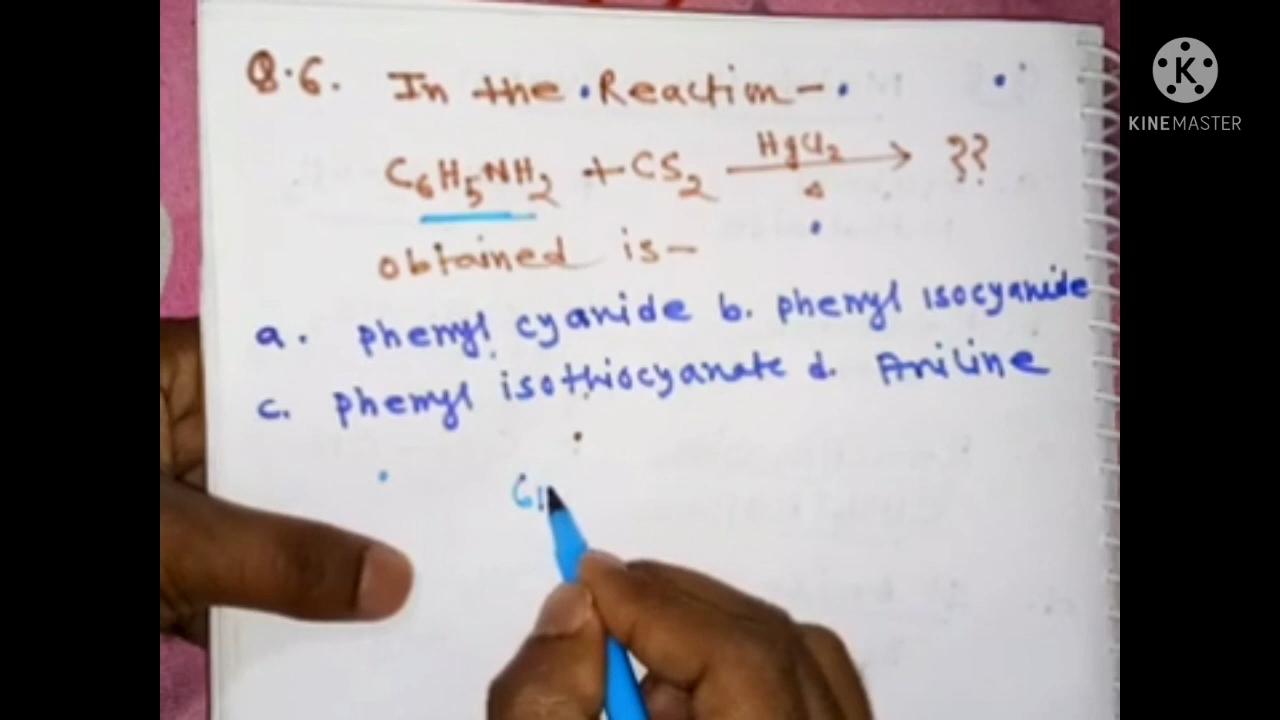 Q.6. In the Reaction-
C6H5NH2 + CS2 HgCl2 → ??
Δ
obtained is-
a. phenyl cyanide b. phenyl isocyanide
c. phenyl isothiocyanate d. Aniline
K
KINEMASTER